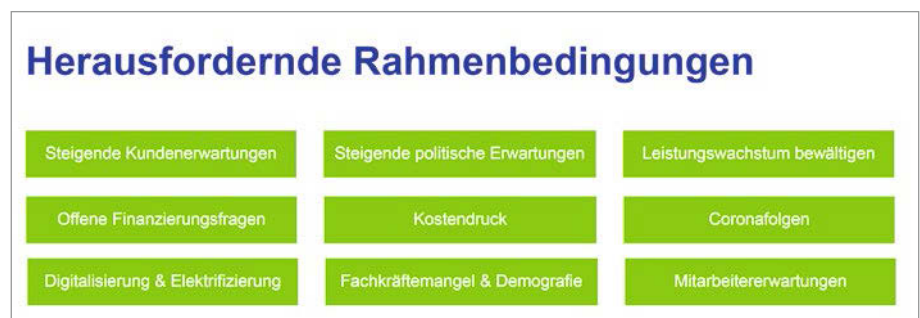 Herausfordernde Rahmenbedingungen
Steigende Kundenerwartungen
Steigende politische Erwartungen
Leistungswachstum bewältigen
Offene Finanzierungsfragen
Kostendruck
Coronafolgen
Digitalisierung & Elektrifizierung
Fachkräftemangel & Demografie
Mitarbeitererwartungen